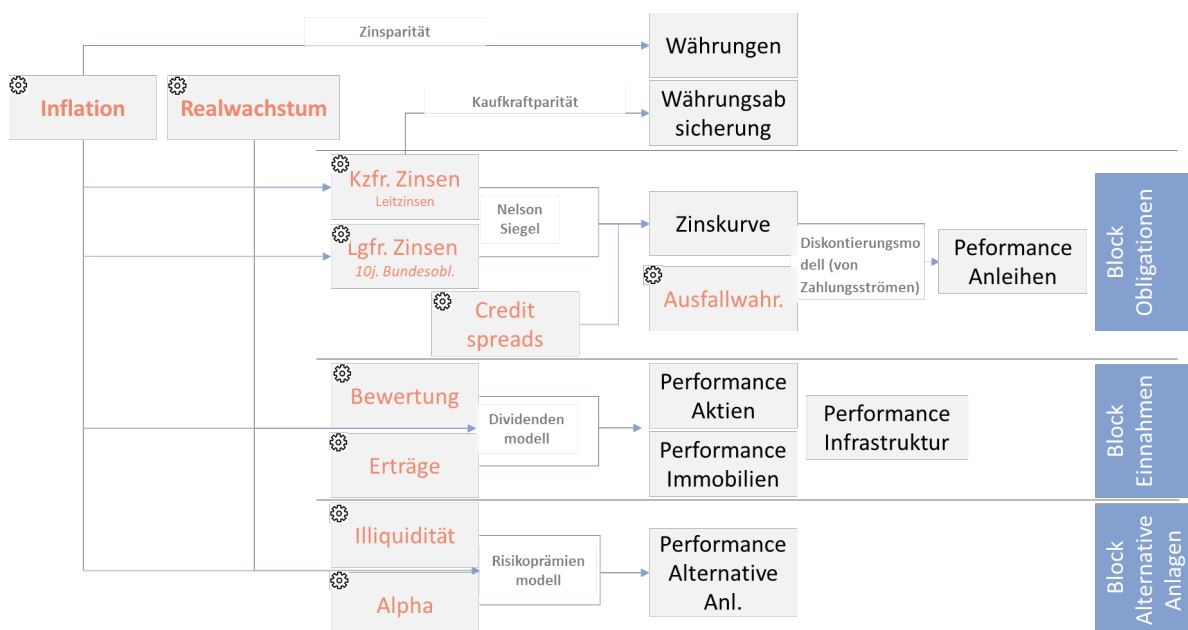 Zinsparität
Währungen
Inflation
Realwachstum
Kaufkraftparität
Währungsab
sicherung
Kzfr. Zinsen
Leitzinsen
Nelson
Siegel
Lgfr. Zinsen
10j. Bundesobl.
Zinskurve
Diskontierungsmo
dell (von
Zahlungsströmen)
Peformance
Anleihen
Block
Obligationen
Credit
spreads
Ausfallwahr.
Bewertung
Dividenden
modell
Erträge
Performance
Aktien
Performance
Immobilien
Performance
Infrastruktur
Block
Einnahmen
Illiquidität
Risikoprämien
modell
Alpha
Performance
Alternative
Anl.
Block
Alternative
Anlagen